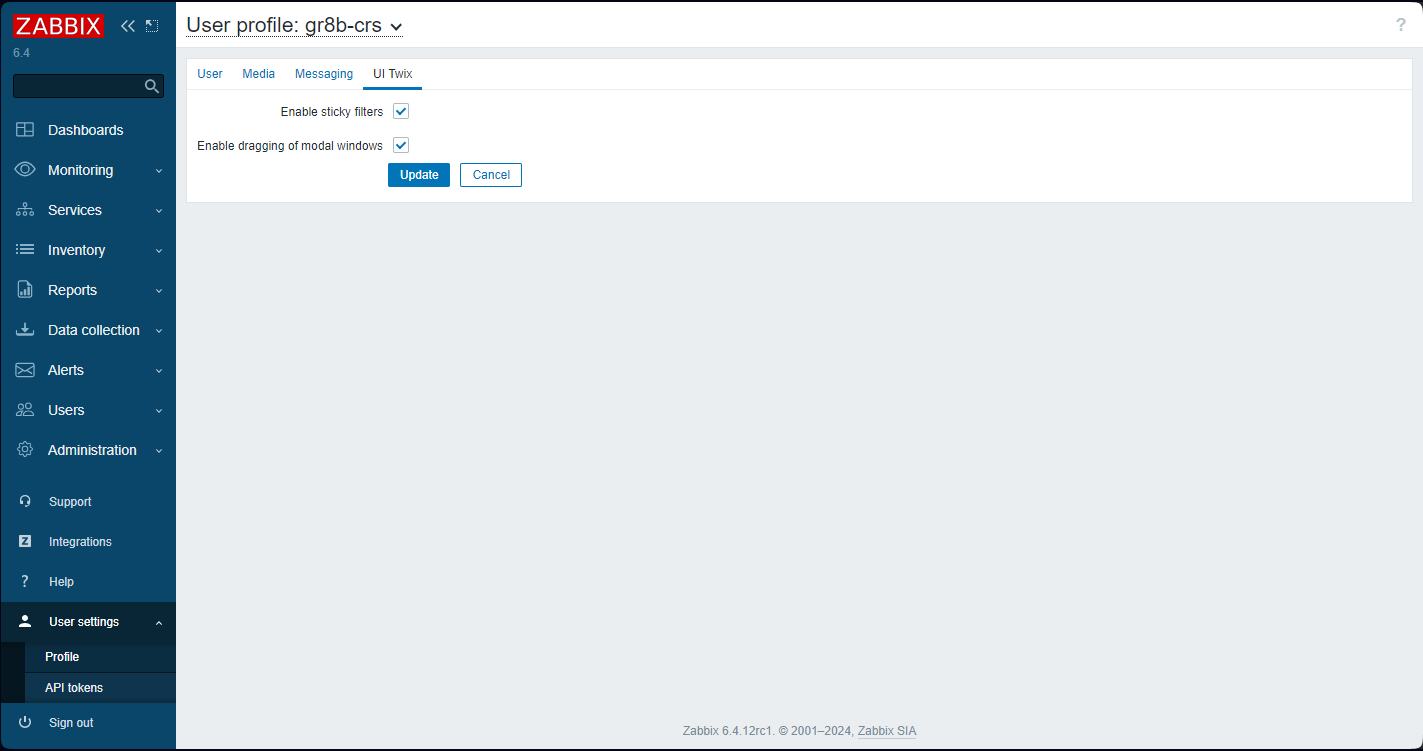 ZABBIX
6.4
Dashboards
Monitoring
Services
Inventory
Reports
Data collection
Alerts
Users
Administration
Support
Z Integrations
? Help
User settings
Profile
API tokens
Sign out
User profile: gr8b-crs
?
User Media Messaging UI Twix
Enable sticky filters
Enable dragging of modal windows
Update Cancel
Zabbix 6.4.12rc1. © 2001–2024, Zabbix SIA